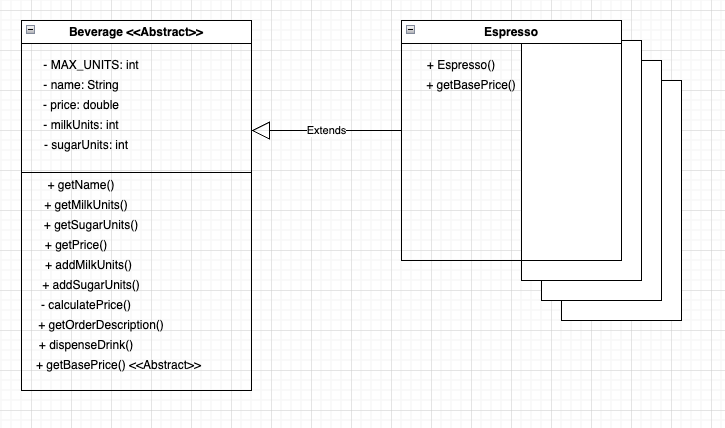 Beverage <<Abstract>>
- MAX_UNITS: int
- name: String
- price: double
- milkUnits: int
- sugarUnits: int
+ getName()
+ getMilkUnits()
+ getSugarUnits()
+ getPrice()
+ addMilkUnits()
+ addSugarUnits()
- calculatePrice()
+ getOrderDescription()
+ dispenseDrink()
+ getBasePrice() <<Abstract>>
Extends
Espresso
+ Espresso()
+ getBasePrice()